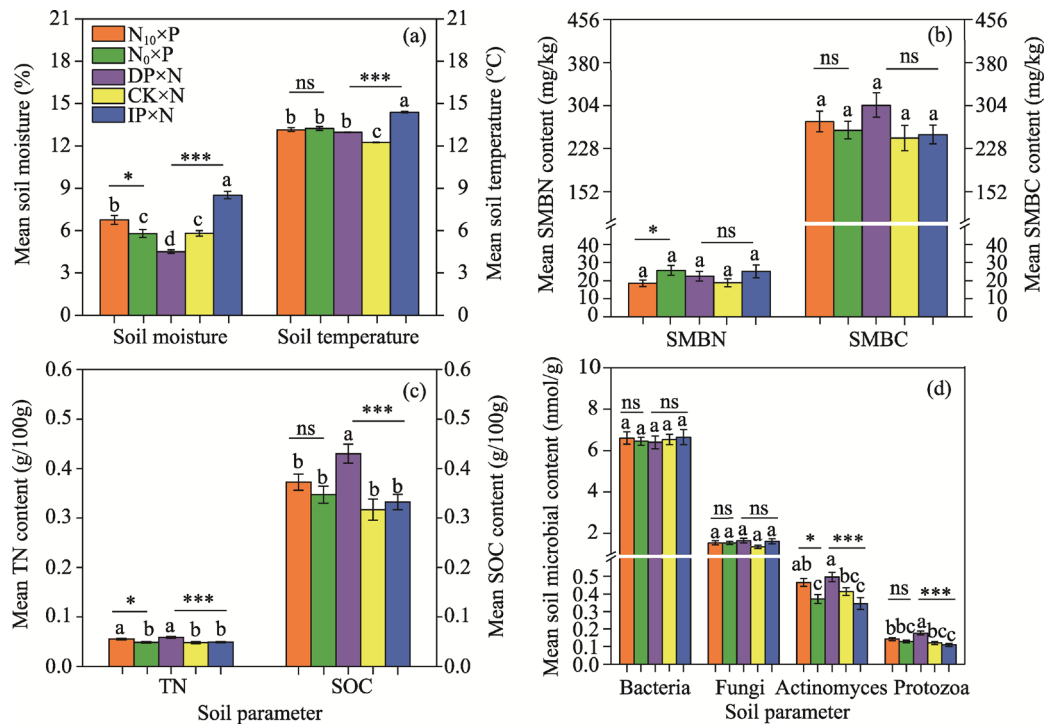 (a)
N10×P
N0×P
DP×N
CK×N
IP×N
Mean soil moisture (%)
21
18
15
12
9
6
3
0
* *** ns ***
b c d c a b b b c a
Soil moisture Soil temperature
21
18
15
12
9
6
3
0
Mean soil temperature (°C)
(b)
Mean SMBN content (mg/kg)
456
380
304
228
152
40
30
20
10
0
* ns ns ns
a a a a a a a a a a
SMBN SMBC
456
380
304
228
152
40
30
20
10
0
Mean SMBC content (mg/kg)
(c)
Mean TN content (g/100g)
0.6
0.5
0.4
0.3
0.2
0.1
0.0
* *** ns ***
a b a b b b b a b b
TN SOC
0.6
0.5
0.4
0.3
0.2
0.1
0.0
Mean SOC content (g/100g)
Soil parameter
(d)
Mean soil microbial content (nmol/g)
10
8
6
4
2
0.5
0.4
0.3
0.2
0.1
0.0
ns ns ns ns * *** ns ***
a a a a a a a a a a ab c a bc c b bc a bc c
Bacteria Fungi Actinomyces Protozoa
Soil parameter